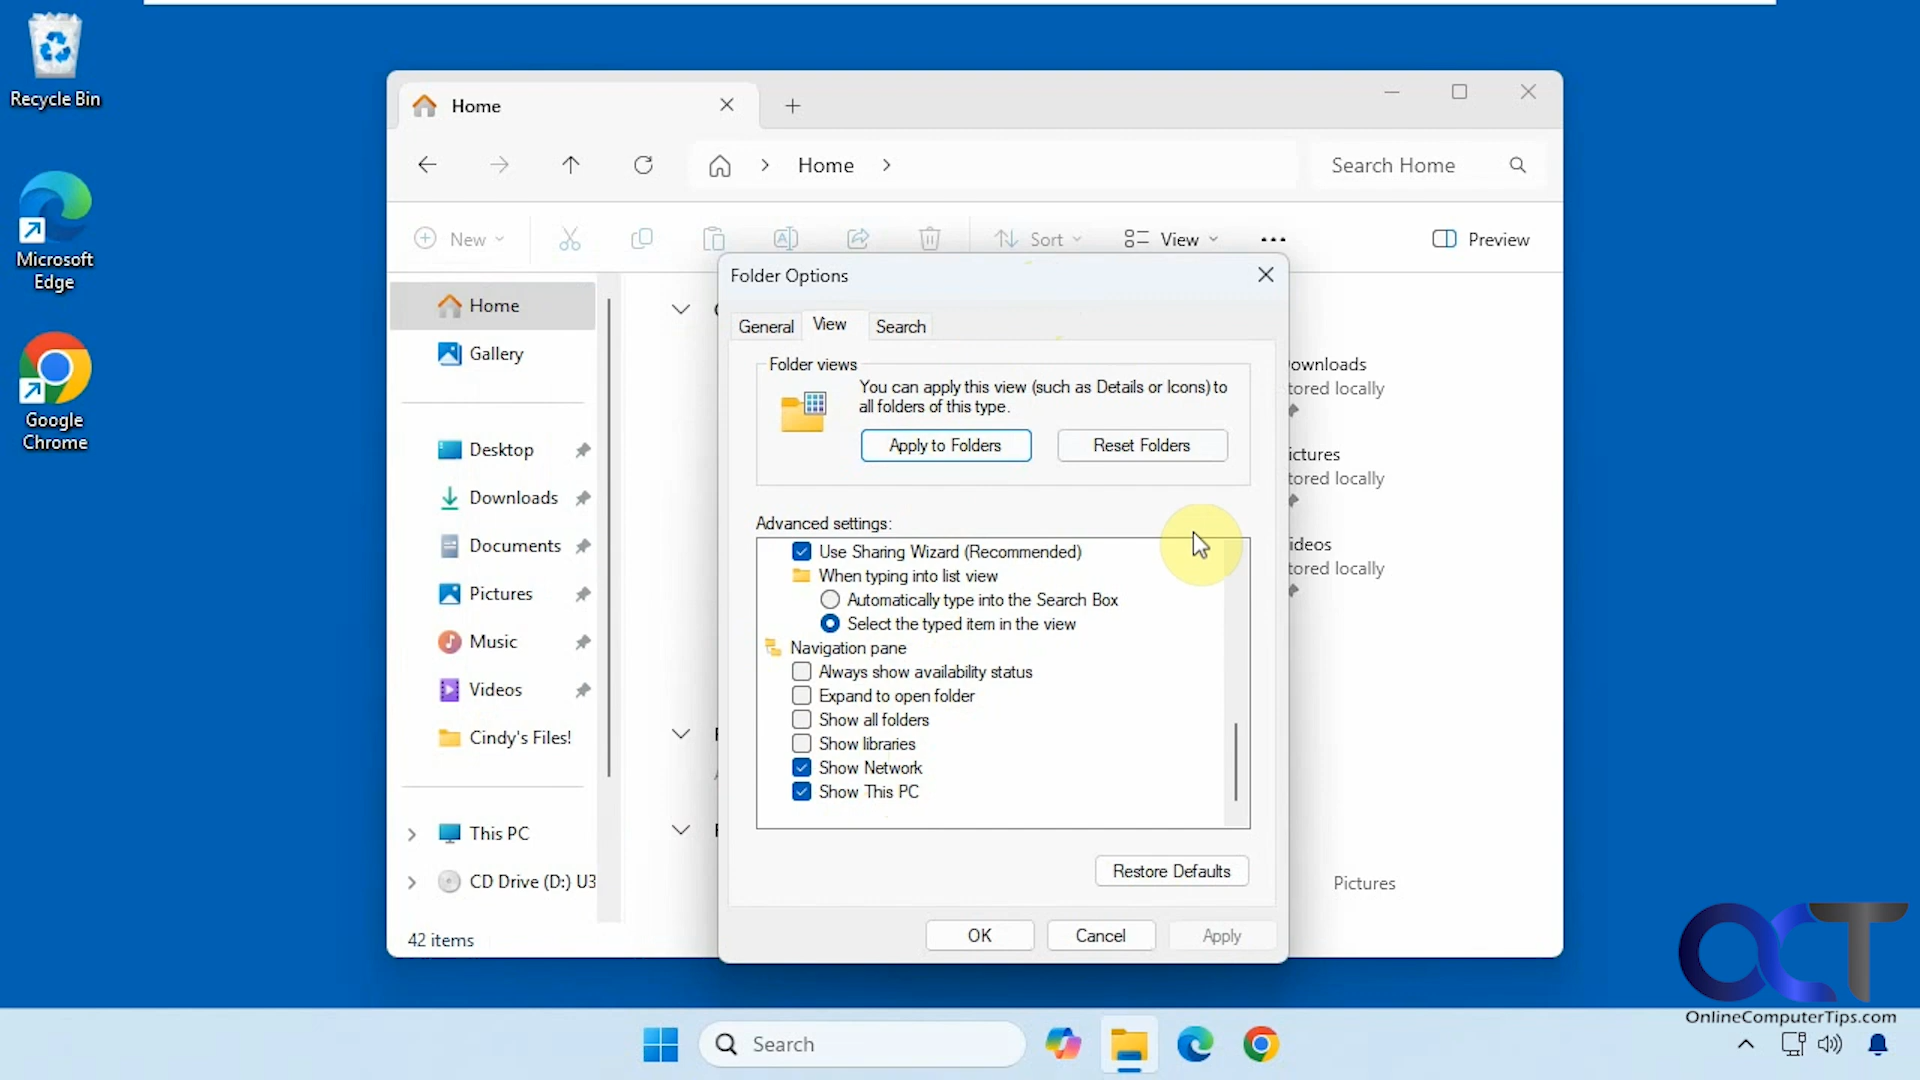 Recycle Bin
Microsoft
Edge
Google
Chrome
Home
Home
Search Home
New
Sort
View
Preview
Home
Gallery
Desktop
Downloads
Documents
Pictures
Music
Videos
Cindy's Files!
This PC
CD Drive (D:) U3
42 items
Folder Options
General
View
Search
Folder views
You can apply this view (such as Details or Icons) to
all folders of this type.
Apply to Folders
Reset Folders
Advanced settings:
Use Sharing Wizard (Recommended)
When typing into list view
Automatically type into the Search Box
Select the typed item in the view
Navigation pane
Always show availability status
Expand to open folder
Show all folders
Show libraries
Show Network
Show This PC
Restore Defaults
OK
Cancel
Apply
ownloads
tored locally
ictures
tored locally
ideos
tored locally
Pictures
OCT
OnlineComputerTips.com
Search